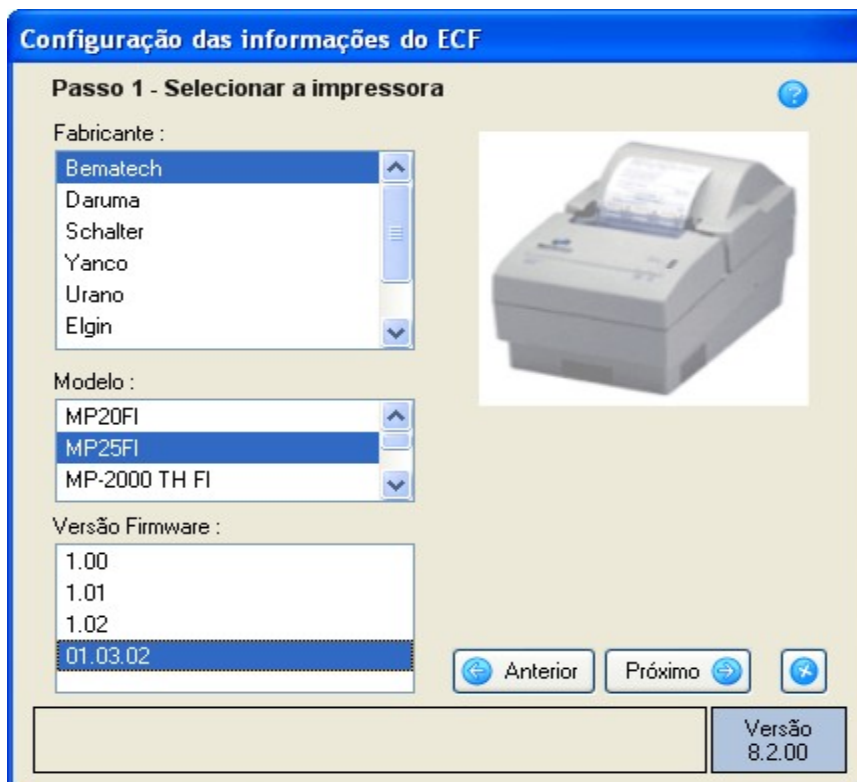 Configuração das informações do ECF
Passo 1 - Selecionar a impressora
Fabricante :
Bematech
Daruma
Schalter
Yanco
Urano
Elgin
Modelo :
MP20FI
MP25FI
MP-2000 TH FI
Versão Firmware :
1.00
1.01
1.02
01.03.02
Anterior
Próximo
Versão
8.2.00